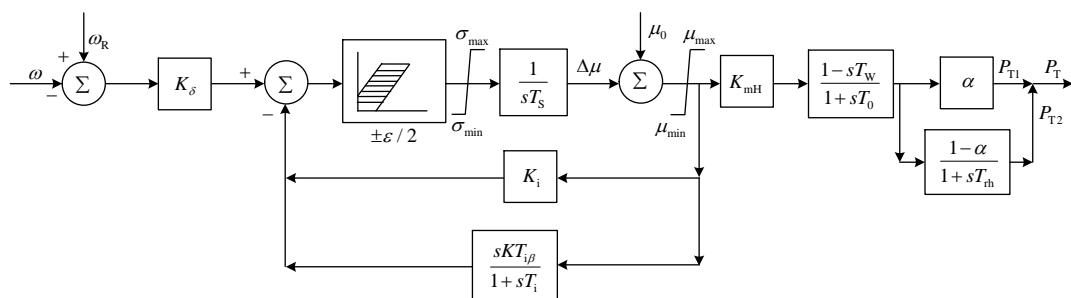 ω
+
ω_R
−
Σ
K_δ
+
−
Σ
±ε/2
σ_max
σ_min
1
sT_S
Δμ
μ_0
Σ
μ_max
μ_min
K_mH
1−sT_W
1+sT_0
α
P_T1
P_T
P_T2
1−α
1+sT_rh
K_i
sKT_iβ
1+sT_i